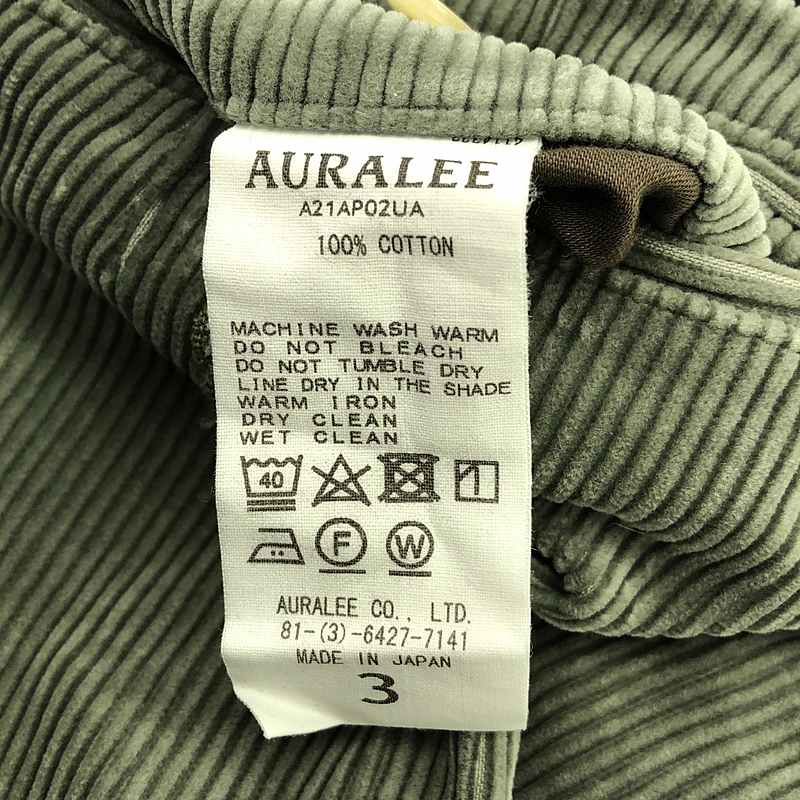 AURALEE
A21AP02UA
100% COTTON
MACHINE WASH WARM
DO NOT BLEACH
DO NOT TUMBLE DRY
LINE DRY IN THE SHADE
WARM IRON
DRY CLEAN
WET CLEAN
40
F W
AURALEE CO., LTD.
81-(3)-6427-7141
MADE IN JAPAN
3